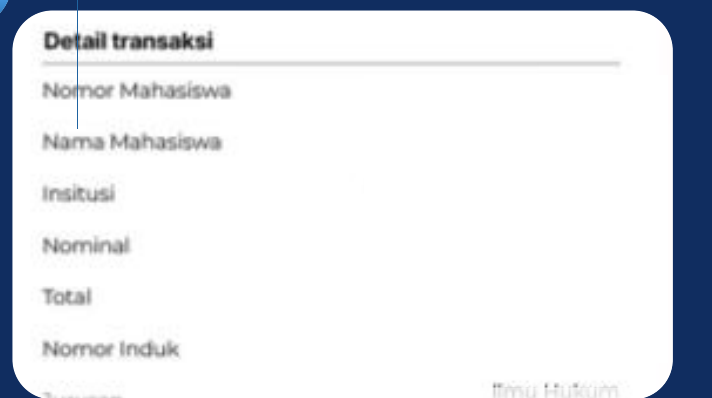 Detail transaksi
Nomor Mahasiswa
Nama Mahasiswa
Insitusi
Nominal
Total
Nomor Induk
Ilmu Hukum